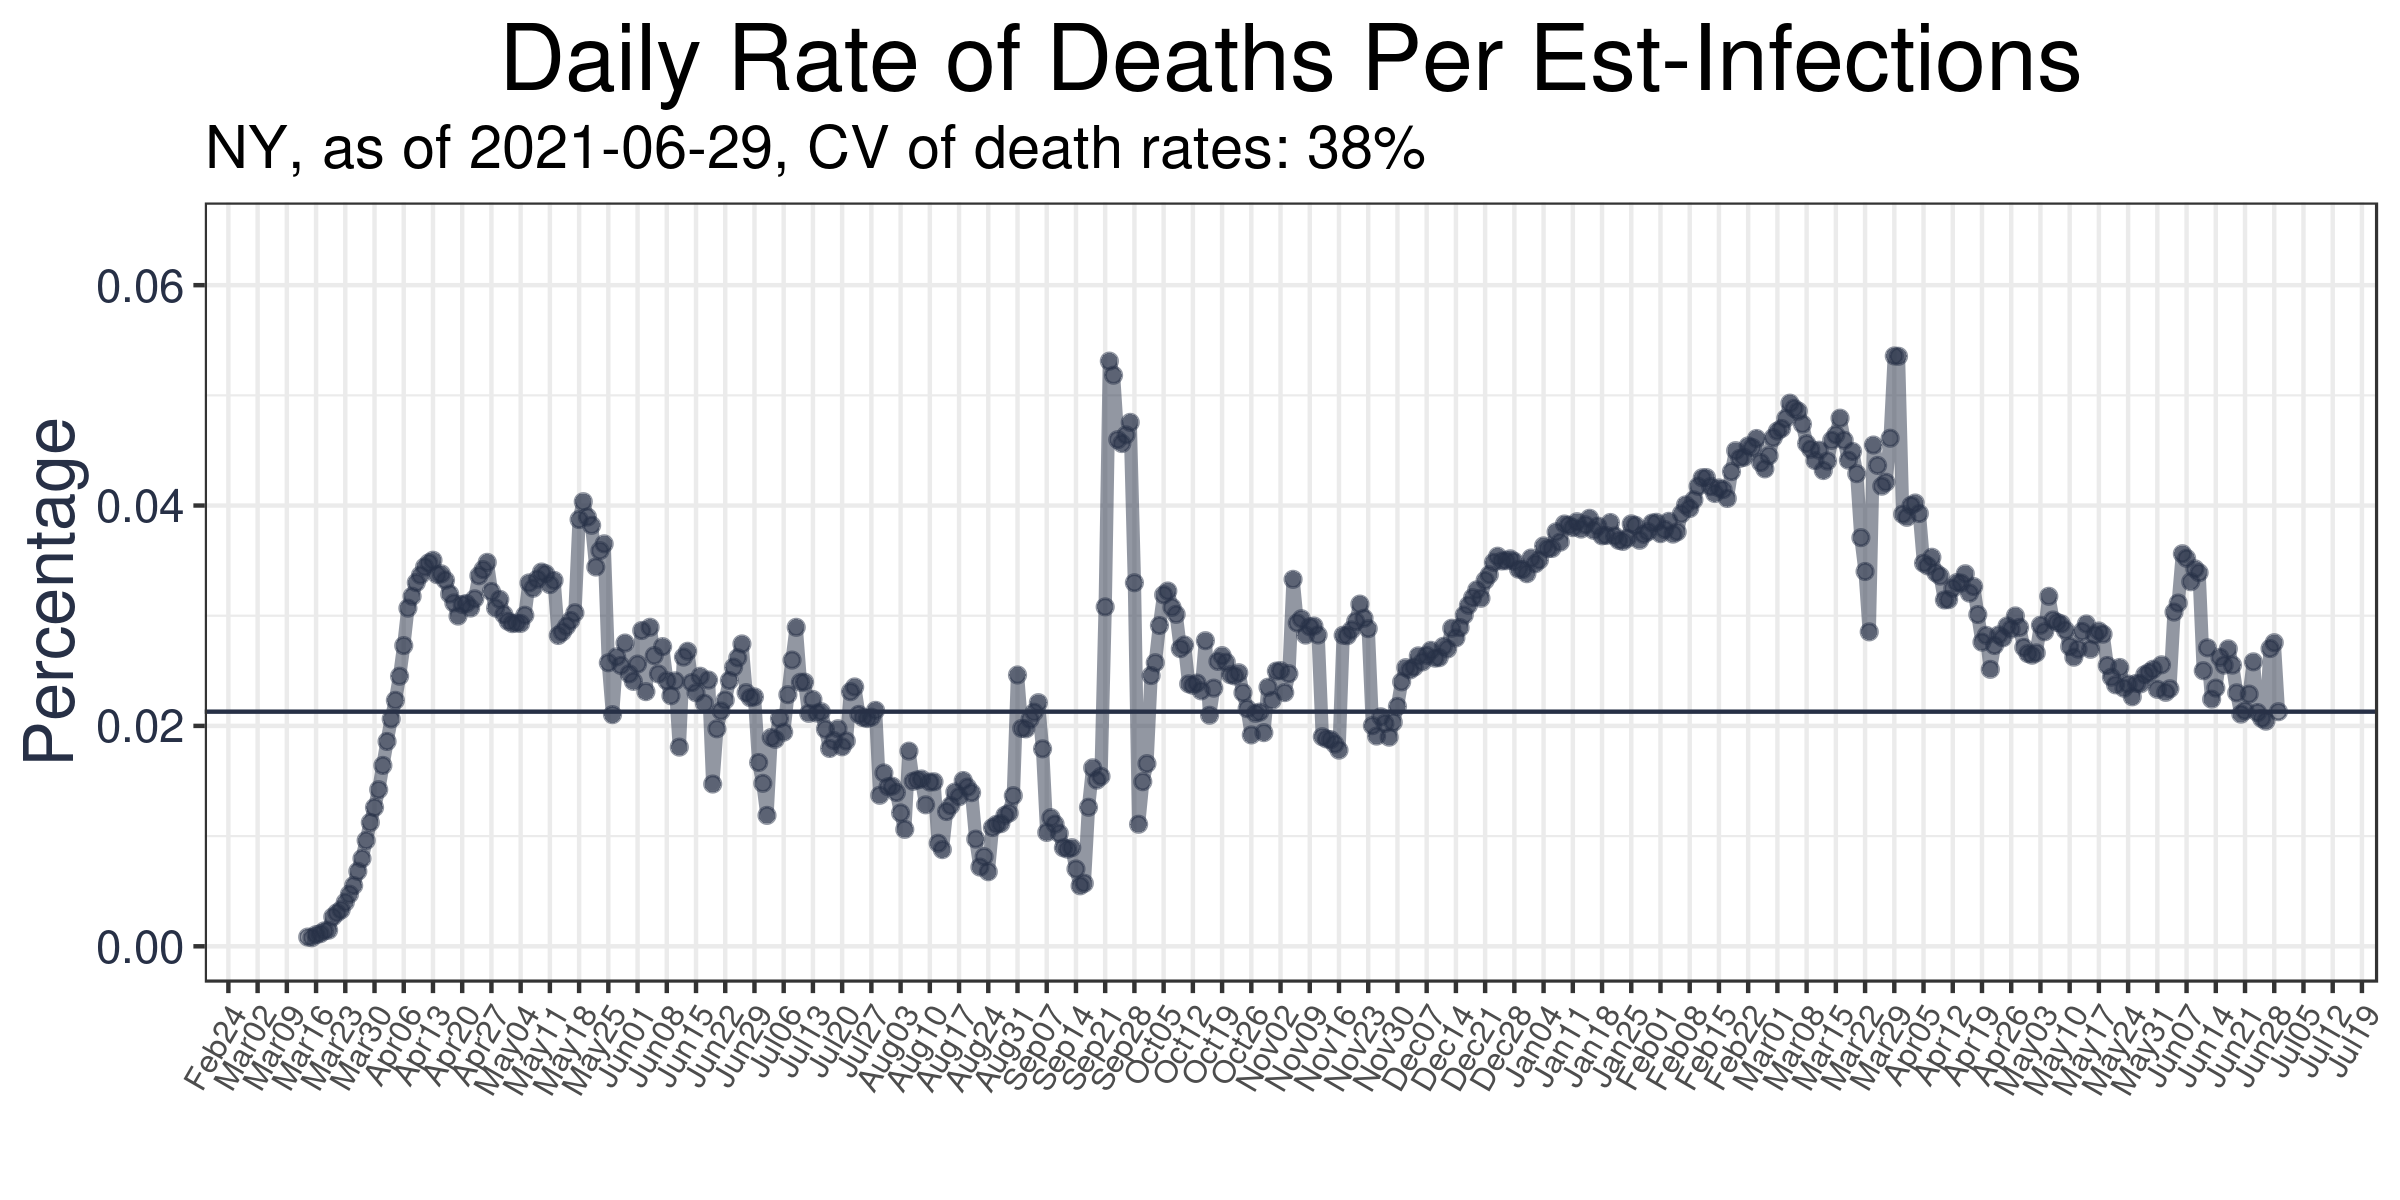 Daily Rate of Deaths Per Est-Infections
NY, as of 2021-06-29, CV of death rates: 38%
Percentage
0.06
0.04
0.02
0.00
Feb24
Mar02
Mar09
Mar16
Mar23
Mar30
Apr06
Apr13
Apr20
Apr27
May04
May11
May18
May25
Jun01
Jun08
Jun15
Jun22
Jun29
Jul06
Jul13
Jul20
Jul27
Aug03
Aug10
Aug17
Aug24
Aug31
Sep07
Sep14
Sep21
Sep28
Oct05
Oct12
Oct19
Oct26
Nov02
Nov09
Nov16
Nov23
Nov30
Dec07
Dec14
Dec21
Dec28
Jan04
Jan11
Jan18
Jan25
Feb01
Feb08
Feb15
Feb22
Mar01
Mar08
Mar15
Mar22
Mar29
Apr05
Apr12
Apr19
Apr26
May03
May10
May17
May24
May31
Jun07
Jun14
Jun21
Jun28
Jul05
Jul12
Jul19